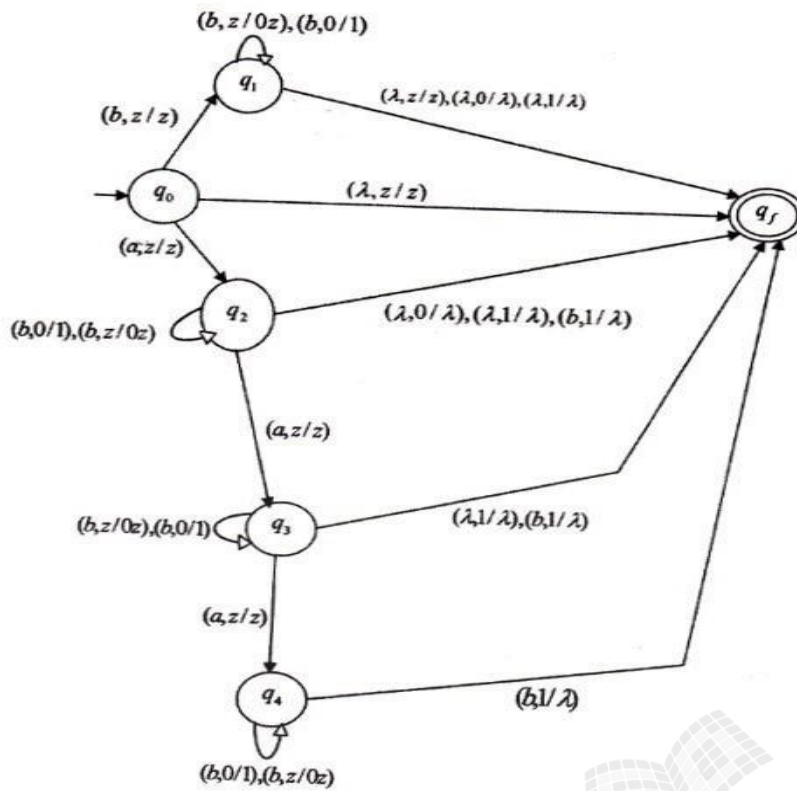 (b, z / 0z), (b,0/1)
q₁
(b, z / z)
(λ, z / z), (λ,0/ λ), (λ,1/ λ)
q₀
(λ, z / z)
q_f
(a, z / z)
q₂
(b,0/1), (b, z / 0z)
(λ,0/ λ), (λ,1/ λ), (b,1/ λ)
(a, z / z)
(b, z/0z), (b,0/1)
q₃
(λ,1/ λ), (b,1/ λ)
(a, z / z)
q₄
(b,1/ λ)
(b,0/1), (b, z/0z)